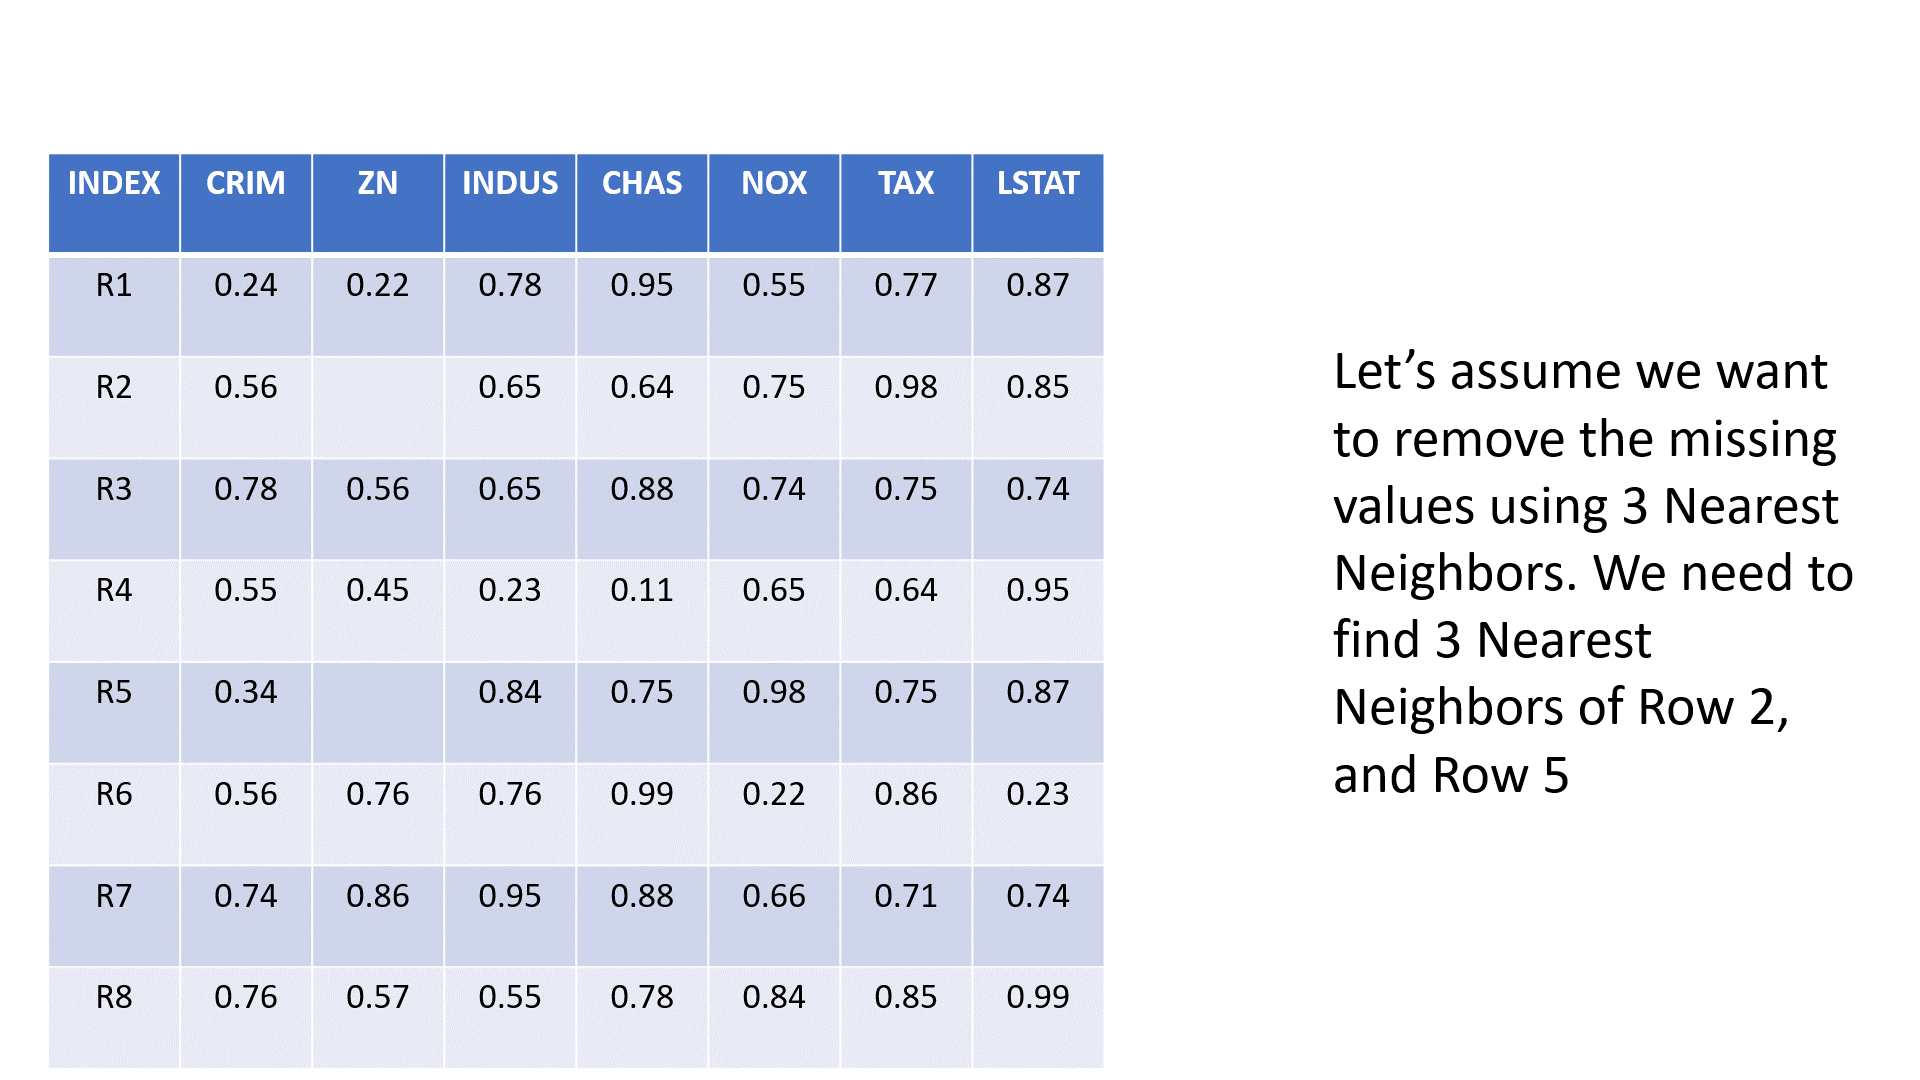 INDEX CRIM ZN INDUS CHAS NOX TAX LSTAT
R1 0.24 0.22 0.78 0.95 0.55 0.77 0.87
R2 0.56 0.65 0.64 0.75 0.98 0.85
R3 0.78 0.56 0.65 0.88 0.74 0.75 0.74
R4 0.55 0.45 0.23 0.11 0.65 0.64 0.95
R5 0.34 0.84 0.75 0.98 0.75 0.87
R6 0.56 0.76 0.76 0.99 0.22 0.86 0.23
R7 0.74 0.86 0.95 0.88 0.66 0.71 0.74
R8 0.76 0.57 0.55 0.78 0.84 0.85 0.99
Let’s assume we want
to remove the missing
values using 3 Nearest
Neighbors. We need to
find 3 Nearest
Neighbors of Row 2,
and Row 5